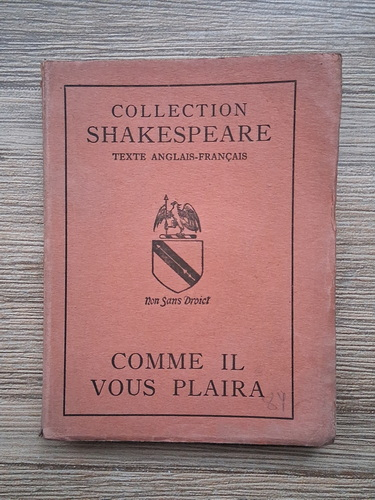 COLLECTION
SHAKESPEARE
TEXTE ANGLAIS-FRANÇAIS
Non Sans Droict
COMME IL
VOUS PLAIRA